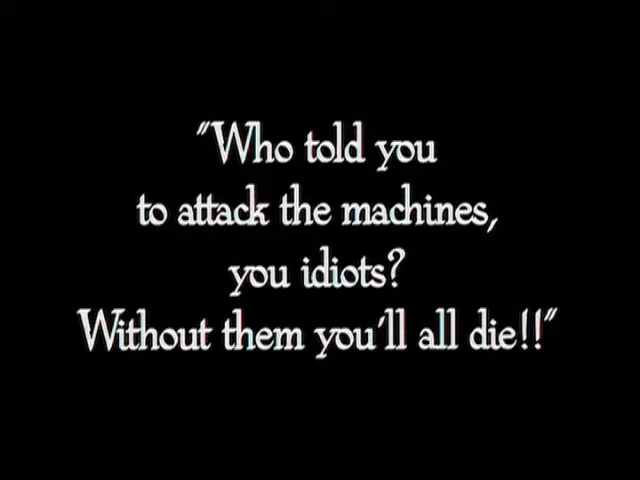 "Who told you
to attack the machines,
you idiots?
Without them you'll all die!!"